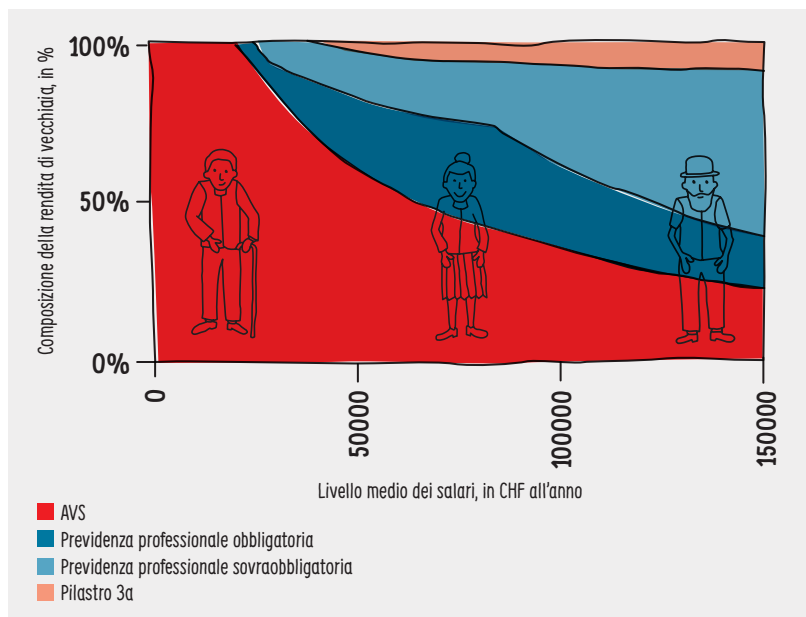 Composizione della rendita di vecchiaia, in %
100%
50%
0%
0
50000
100000
150000
Livello medio dei salari, in CHF all'anno
AVS
Previdenza professionale obbligatoria
Previdenza professionale sovraobbligatoria
Pilastro 3a